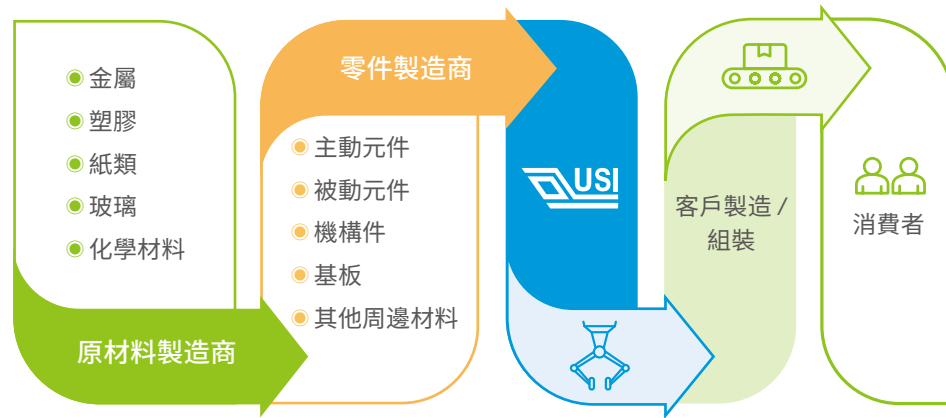 金屬
塑膠
紙類
玻璃
化學材料
原材料製造商
零件製造商
主動元件
被動元件
機構件
基板
其他周邊材料
USI
客戶製造 /
組裝
消費者